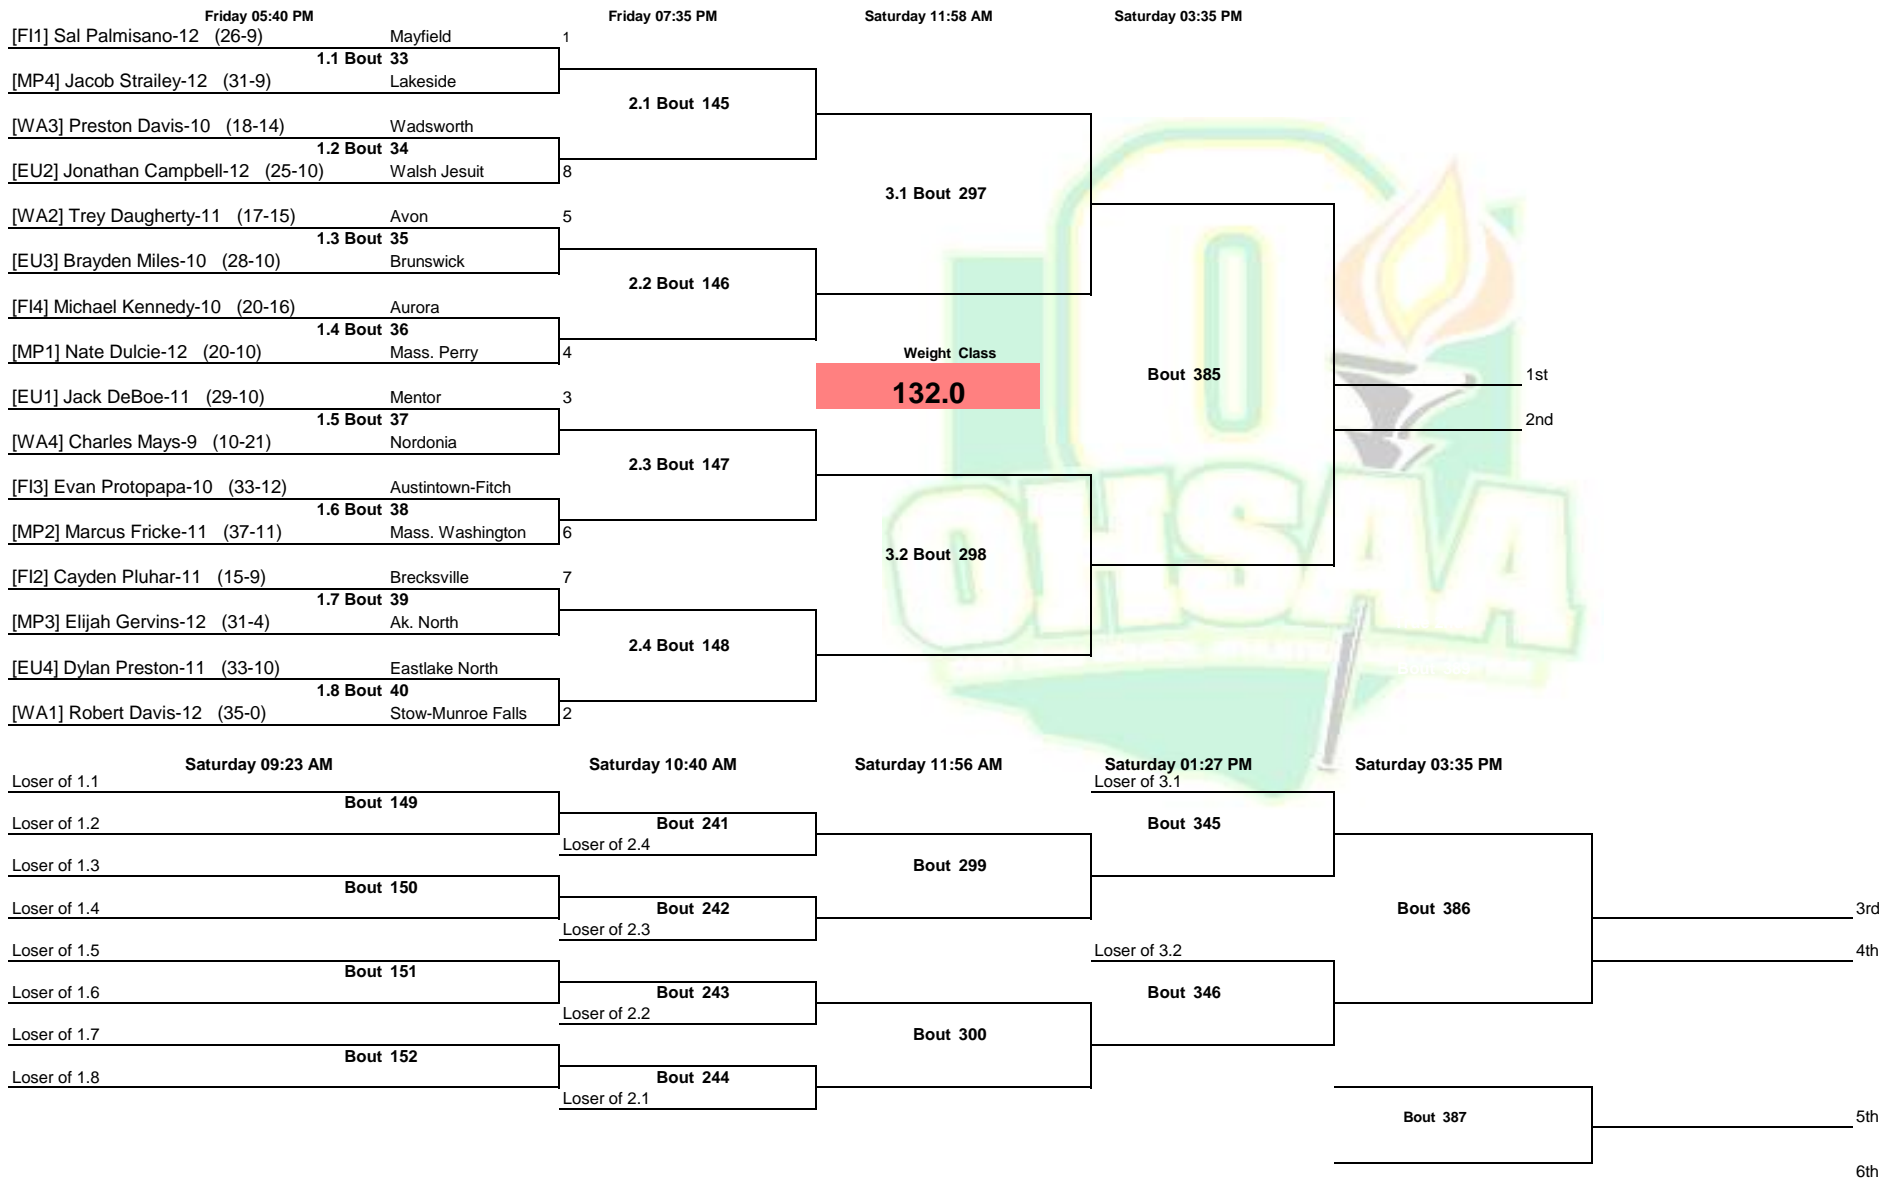 Friday 05:40 PM Friday 07:35 PM Saturday 11:58 AM Saturday 03:35 PM
[FI1] Sal Palmisano-12 (26-9) Mayfield 1
1.1 Bout 33
[MP4] Jacob Strailey-12 (31-9) Lakeside
2.1 Bout 145
[WA3] Preston Davis-10 (18-14) Wadsworth
1.2 Bout 34
[EU2] Jonathan Campbell-12 (25-10) Walsh Jesuit 8
3.1 Bout 297
[WA2] Trey Daugherty-11 (17-15) Avon 5
1.3 Bout 35
[EU3] Brayden Miles-10 (28-10) Brunswick
2.2 Bout 146
[FI4] Michael Kennedy-10 (20-16) Aurora
1.4 Bout 36
[MP1] Nate Dulcie-12 (20-10) Mass. Perry 4
Weight Class
Bout 385 1st
132.0
[EU1] Jack DeBoe-11 (29-10) Mentor 3
1.5 Bout 37 2nd
[WA4] Charles Mays-9 (10-21) Nordonia
2.3 Bout 147
[FI3] Evan Protopapa-10 (33-12) Austintown-Fitch
1.6 Bout 38
[MP2] Marcus Fricke-11 (37-11) Mass. Washington 6
OHSAA
3.2 Bout 298
[FI2] Cayden Pluhar-11 (15-9) Brecksville 7
1.7 Bout 39
[MP3] Elijah Gervins-12 (31-4) Ak. North
2.4 Bout 148
[EU4] Dylan Preston-11 (33-10) Eastlake North
1.8 Bout 40
[WA1] Robert Davis-12 (35-0) Stow-Munroe Falls 2
Saturday 09:23 AM Saturday 10:40 AM Saturday 11:56 AM Saturday 01:27 PM Saturday 03:35 PM
Loser of 1.1 Loser of 3.1
Bout 149
Loser of 1.2 Bout 241 Bout 345
Loser of 2.4
Loser of 1.3 Bout 299
Bout 150
Loser of 1.4 Bout 242 Bout 386 3rd
Loser of 2.3
Loser of 1.5 Loser of 3.2 4th
Bout 151
Loser of 1.6 Bout 243 Bout 346
Loser of 2.2
Loser of 1.7 Bout 300
Bout 152
Loser of 1.8 Bout 244
Loser of 2.1
Bout 387 5th
6th